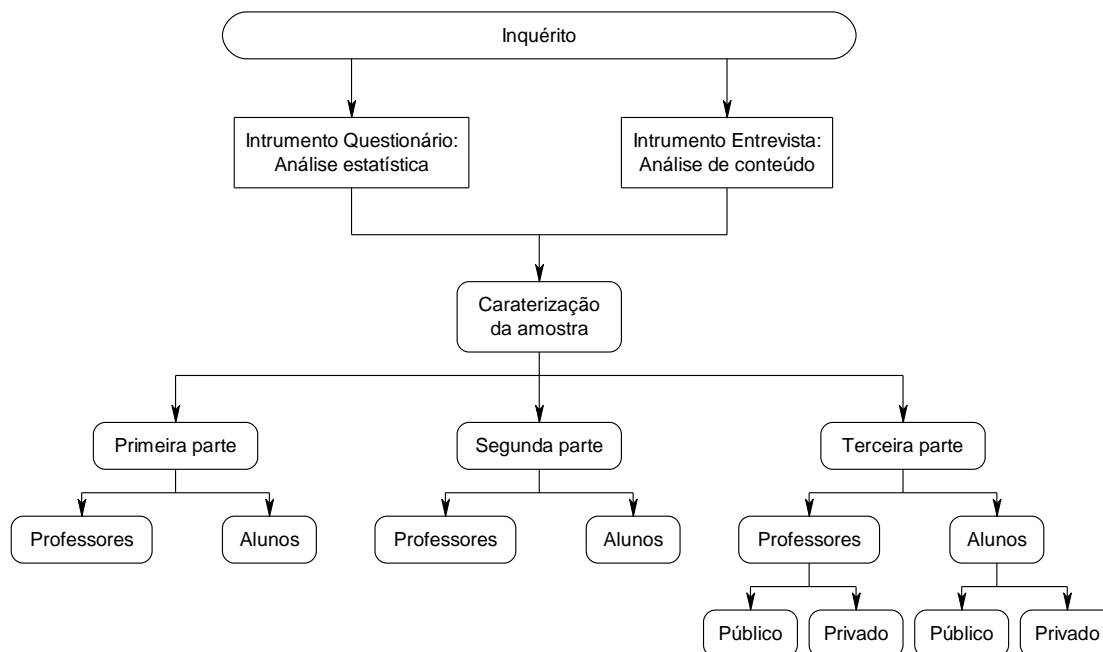 Inquérito
Intrumento Questionário:
Análise estatística
Intrumento Entrevista:
Análise de conteúdo
Caraterização
da amostra
Primeira parte
Segunda parte
Terceira parte
Professores
Alunos
Professores
Alunos
Professores
Alunos
Público
Privado
Público
Privado